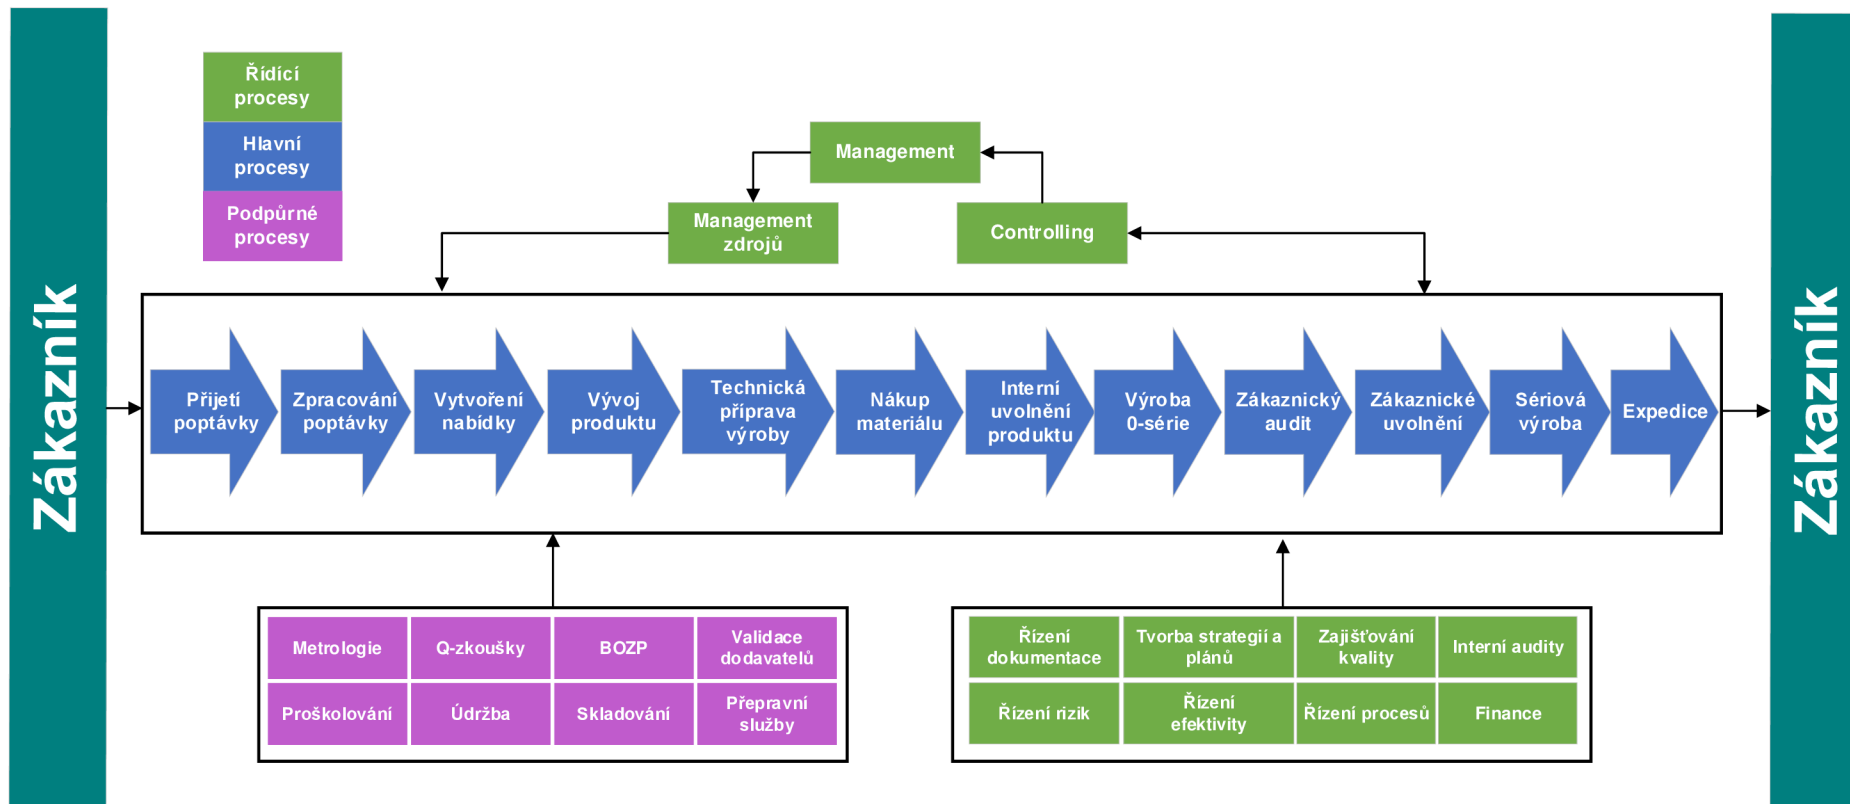 Zákazník
Řídící
procesy
Hlavní
procesy
Podpůrné
procesy
Management
Management
zdrojů
Controlling
Přijetí
poptávky
Zpracování
poptávky
Vytvoření
nabídky
Vývoj
produktu
Technická
příprava
výroby
Nákup
materiálu
Interní
uvolnění
produktu
Výroba
0-série
Zákaznický
audit
Zákaznické
uvolnění
Sériová
výroba
Expedice
Metrologie
Q-zkoušky
BOZP
Validace
dodavatelů
Proškolování
Údržba
Skladování
Přepravní
služby
Řízení
dokumentace
Tvorba strategií a
plánů
Zajišťování
kvality
Interní audity
Řízení rizik
Řízení
efektivity
Řízení procesů
Finance
Zákazník